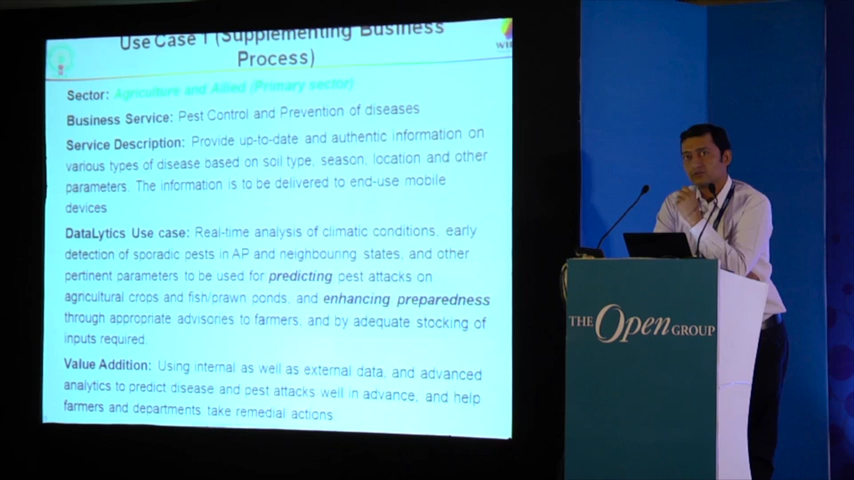 Use Case 1 (Supplementing Business
Process)
Sector: Agriculture and Allied (Primary sector)
Business Service: Pest Control and Prevention of diseases
Service Description: Provide up-to-date and authentic information on
various types of disease based on soil type, season, location and other
parameters. The information is to be delivered to end-use mobile
devices
DataLytics Use case: Real-time analysis of climatic conditions, early
detection of sporadic pests in AP and neighbouring states, and other
pertinent parameters to be used for predicting pest attacks on
agricultural crops and fish/prawn ponds, and enhancing preparedness
through appropriate advisories to farmers, and by adequate stocking of
inputs required.
Value Addition: Using internal as well as external data, and advanced
analytics to predict disease and pest attacks well in advance, and help
farmers and departments take remedial actions
THE Open GROUP